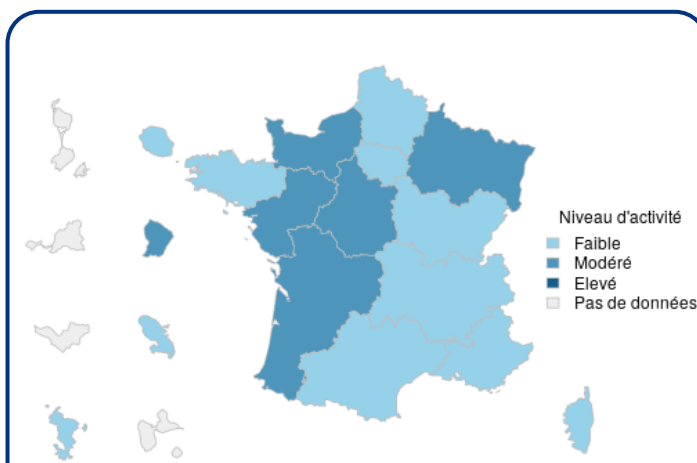 Niveau d'activité
Faible
Modéré
Elevé
Pas de données